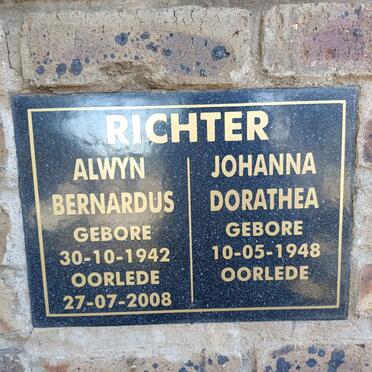 RICHTER
ALWYN
BERNARDUS
GEBORE
30-10-1942
OORLEDE
27-07-2008
JOHANNA
DORATHEA
GEBORE
10-05-1948
OORLEDE